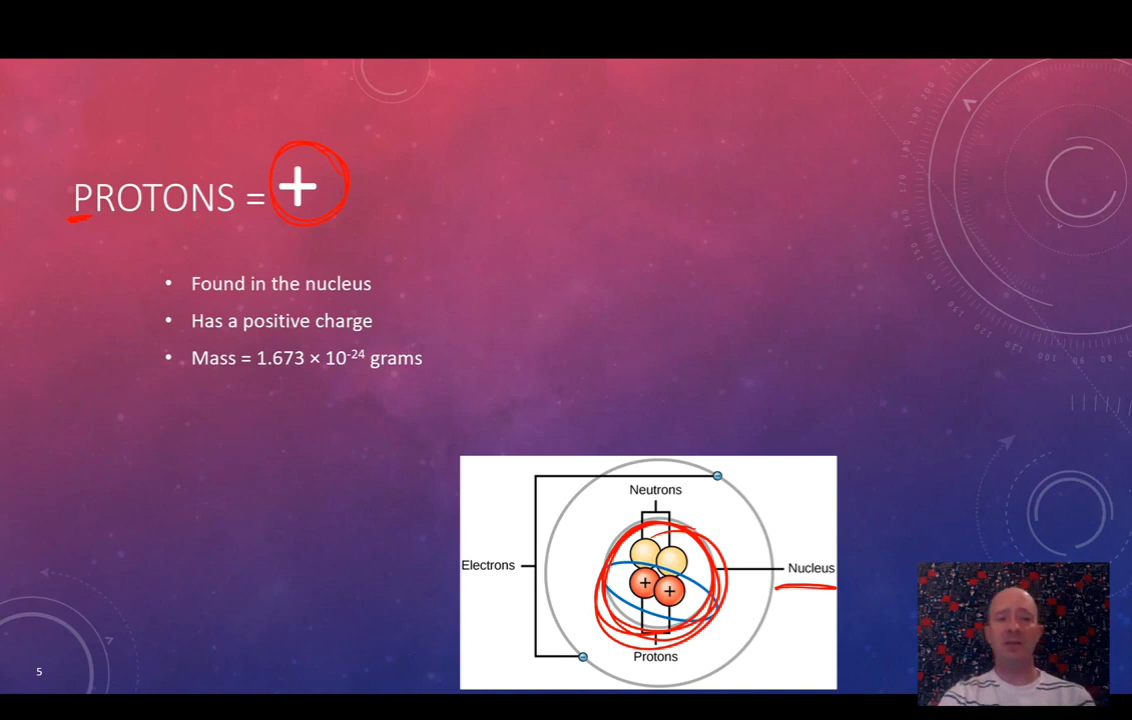 PROTONS = +
• Found in the nucleus
• Has a positive charge
• Mass = 1.673 × 10⁻²⁴ grams
Neutrons
Electrons
Nucleus
+ +
Protons
5